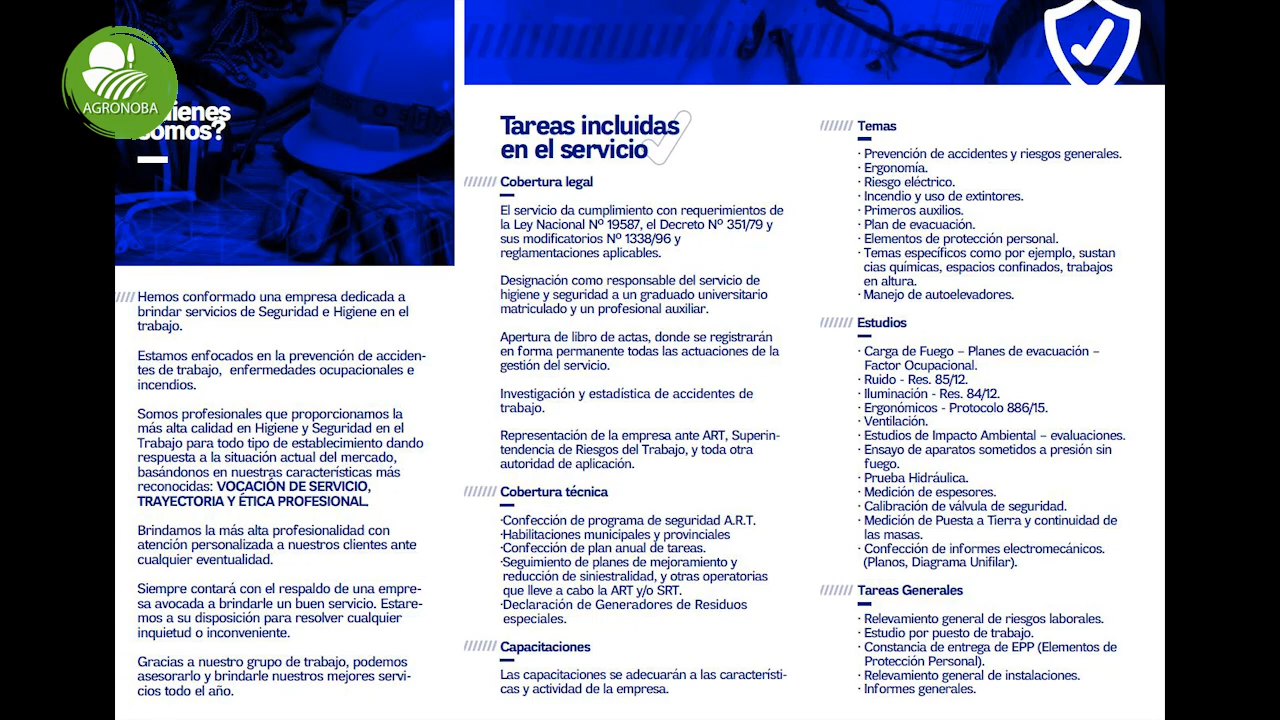 AGRONOBA
somos?
Hemos conformado una empresa dedicada a
brindar servicios de Seguridad e Higiene en el
trabajo.
Estamos enfocados en la prevención de acciden-
tes de trabajo, enfermedades ocupacionales e
incendios.
Somos profesionales que proporcionamos la
más alta calidad en Higiene y Seguridad en el
Trabajo para todo tipo de establecimiento dando
respuesta a la situación actual del mercado,
basándonos en nuestras características más
reconocidas: VOCACIÓN DE SERVICIO,
TRAYECTORIA Y ÉTICA PROFESIONAL.
Brindamos la más alta profesionalidad con
atención personalizada a nuestros clientes ante
cualquier eventualidad.
Siempre contará con el respaldo de una empre-
sa avocada a brindarle un buen servicio. Estare-
mos a su disposición para resolver cualquier
inquietud o inconveniente.
Gracias a nuestro grupo de trabajo, podemos
asesorarlo y brindarle nuestros mejores servi-
cios todo el año.
Tareas incluidas
en el servicio
Cobertura legal
El servicio da cumplimiento con requerimientos de
la Ley Nacional Nº 19587, el Decreto Nº 351/79 y
sus modificatorios Nº 1338/96 y
reglamentaciones aplicables.
Designación como responsable del servicio de
higiene y seguridad a un graduado universitario
matriculado y un profesional auxiliar.
Apertura de libro de actas, donde se registrarán
en forma permanente todas las actuaciones de la
gestión del servicio.
Investigación y estadística de accidentes de
trabajo.
Representación de la empresa ante ART, Superin-
tendencia de Riesgos del Trabajo, y toda otra
autoridad de aplicación.
Cobertura técnica
·Confección de programa de seguridad A.R.T.
·Habilitaciones municipales y provinciales
·Confección de plan anual de tareas.
·Seguimiento de planes de mejoramiento y
reducción de siniestralidad, y otras operatorias
que lleve a cabo la ART y/o SRT.
·Declaración de Generadores de Residuos
especiales.
Capacitaciones
Las capacitaciones se adecuarán a las característi-
cas y actividad de la empresa.
Temas
· Prevención de accidentes y riesgos generales.
· Ergonomía.
· Riesgo eléctrico.
· Incendio y uso de extintores.
· Primeros auxilios.
· Plan de evacuación.
· Elementos de protección personal.
· Temas específicos como por ejemplo, sustan
cias químicas, espacios confinados, trabajos
en altura.
· Manejo de autoelevadores.
Estudios
· Carga de Fuego – Planes de evacuación –
Factor Ocupacional.
· Ruido - Res. 85/12.
· Iluminación - Res. 84/12.
· Ergonómicos - Protocolo 886/15.
· Ventilación.
· Estudios de Impacto Ambiental – evaluaciones.
· Ensayo de aparatos sometidos a presión sin
fuego.
· Prueba Hidráulica.
· Medición de espesores.
· Calibración de válvula de seguridad.
· Medición de Puesta a Tierra y continuidad de
las masas.
· Confección de informes electromecánicos.
(Planos, Diagrama Unifilar).
Tareas Generales
· Relevamiento general de riesgos laborales.
· Estudio por puesto de trabajo.
· Constancia de entrega de EPP (Elementos de
Protección Personal).
· Relevamiento general de instalaciones.
· Informes generales.